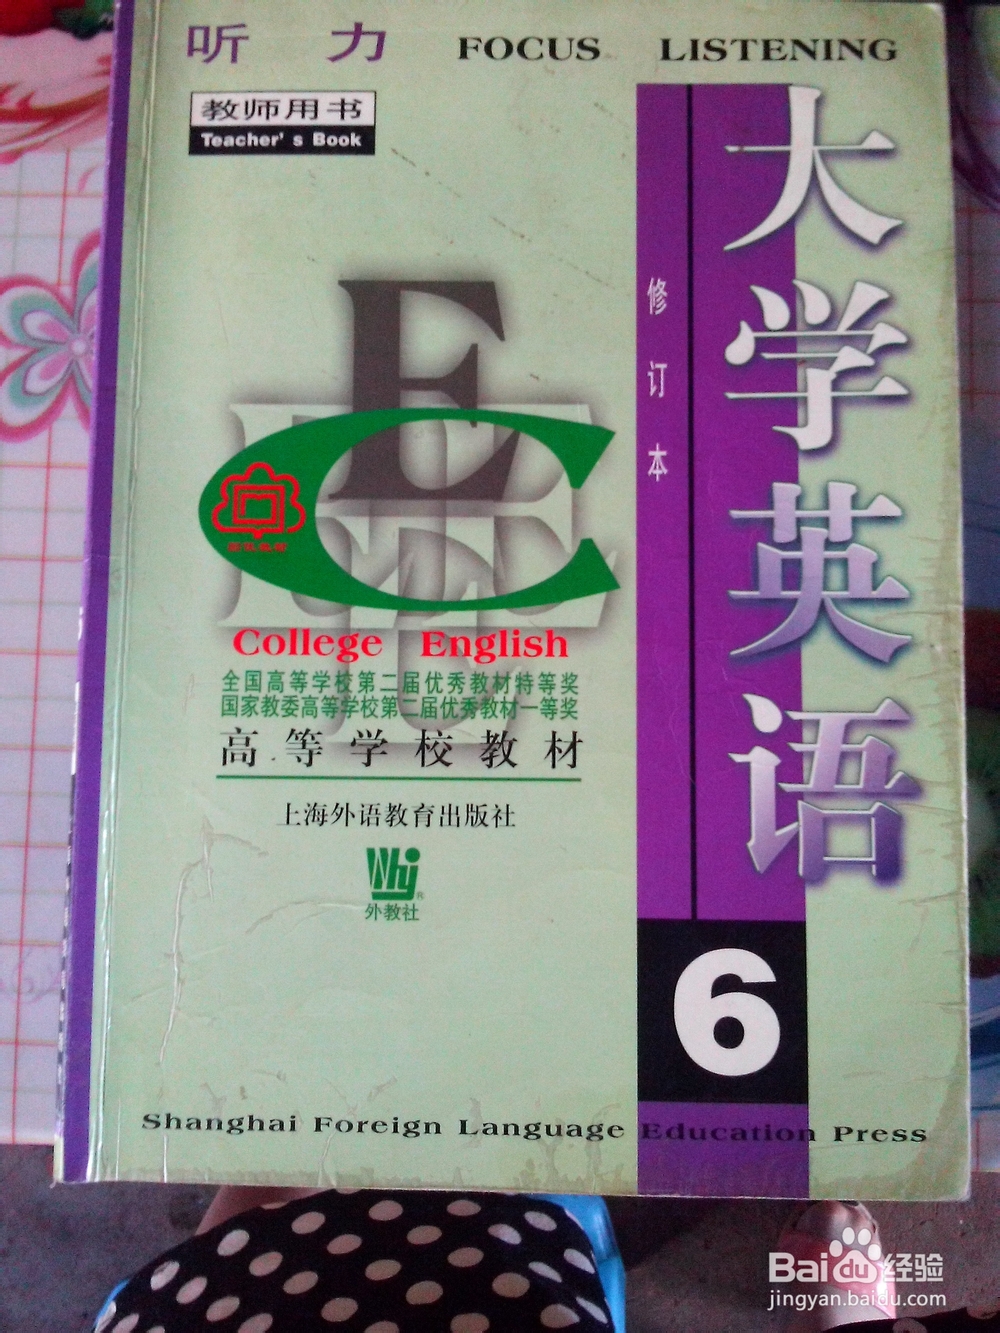 听 力 FOCUS LISTENING
教师用书
Teacher's Book
大学英语
修订本
College English
全国高等学校第二届优秀教材特等奖
国家教委高等学校第二届优秀教材一等奖
高等学校教材
上海外语教育出版社
外教社
6
Shanghai Foreign Language Education Press
Baidu经验
jingyan.baidu.com